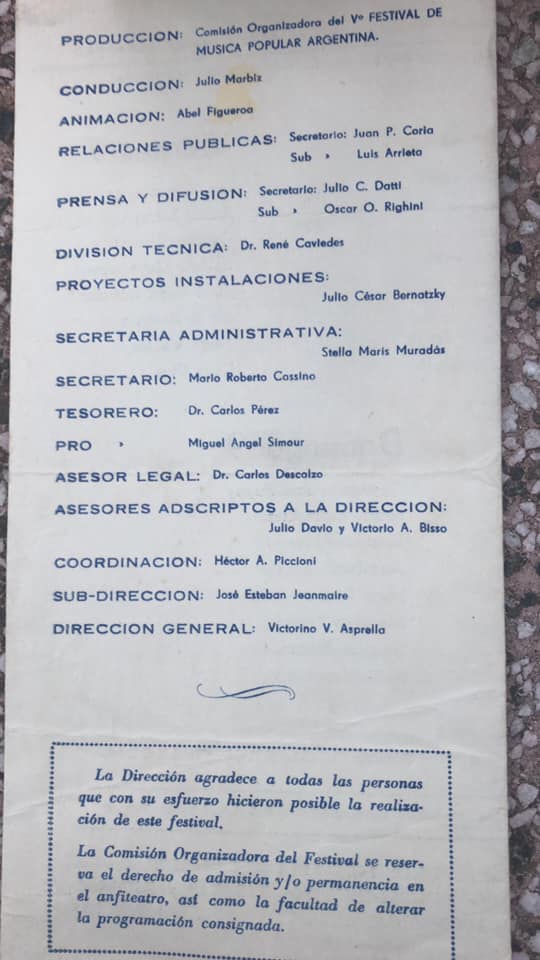 PRODUCCION: Comisión Organizadora del Vº FESTIVAL DE
MUSICA POPULAR ARGENTINA.
CONDUCCION: Julio Marbiz
ANIMACION: Abel Figueroa
RELACIONES PUBLICAS: Secretario: Juan P. Coria
Sub » Luis Arrieta
PRENSA Y DIFUSION: Secretario: Julio C. Datti
Sub » Oscar O. Righini
DIVISION TECNICA: Dr. René Caviedes
PROYECTOS INSTALACIONES:
Julio César Bernatzky
SECRETARIA ADMINISTRATIVA:
Stella Maris Muradás
SECRETARIO: Mario Roberto Cassino
TESORERO: Dr. Carlos Pérez
PRO » Miguel Angel Simour
ASESOR LEGAL: Dr. Carlos Descalzo
ASESORES ADSCRIPTOS A LA DIRECCION:
Julio Davio y Victorio A. Bisso
COORDINACION: Héctor A. Piccioni
SUB-DIRECCION: José Esteban Jeanmaire
DIRECCION GENERAL: Victorino V. Asprella
La Dirección agradece a todas las personas
que con su esfuerzo hicieron posible la realiza-
ción de este festival.
La Comisión Organizadora del Festival se reser-
va el derecho de admisión y/o permanencia en
el anfiteatro, así como la facultad de alterar
la programación consignada.